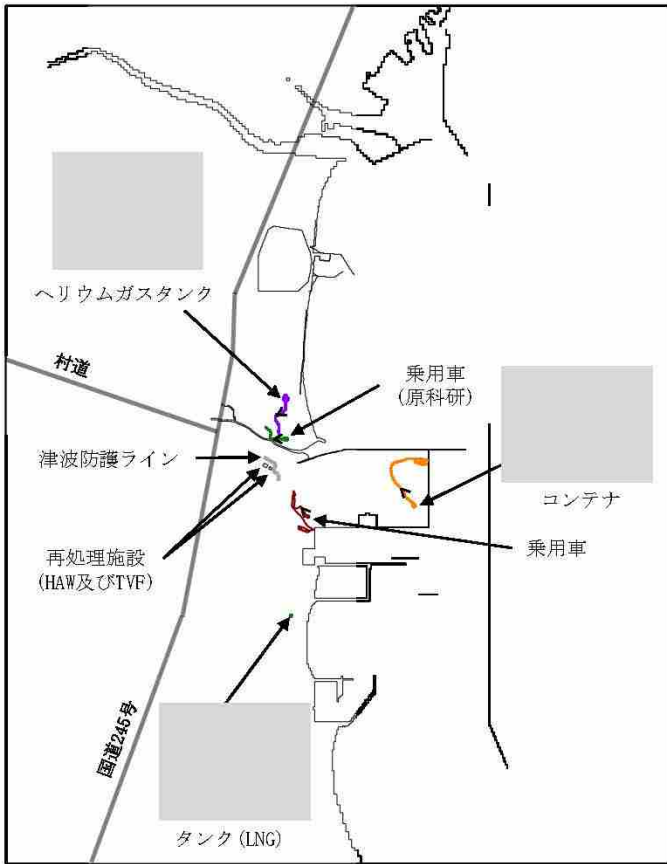 ヘリウムガスタンク
村道
乗用車
(原科研)
津波防護ライン
コンテナ
再処理施設
(HAW及びTVF)
乗用車
国道245号
タンク(LNG)